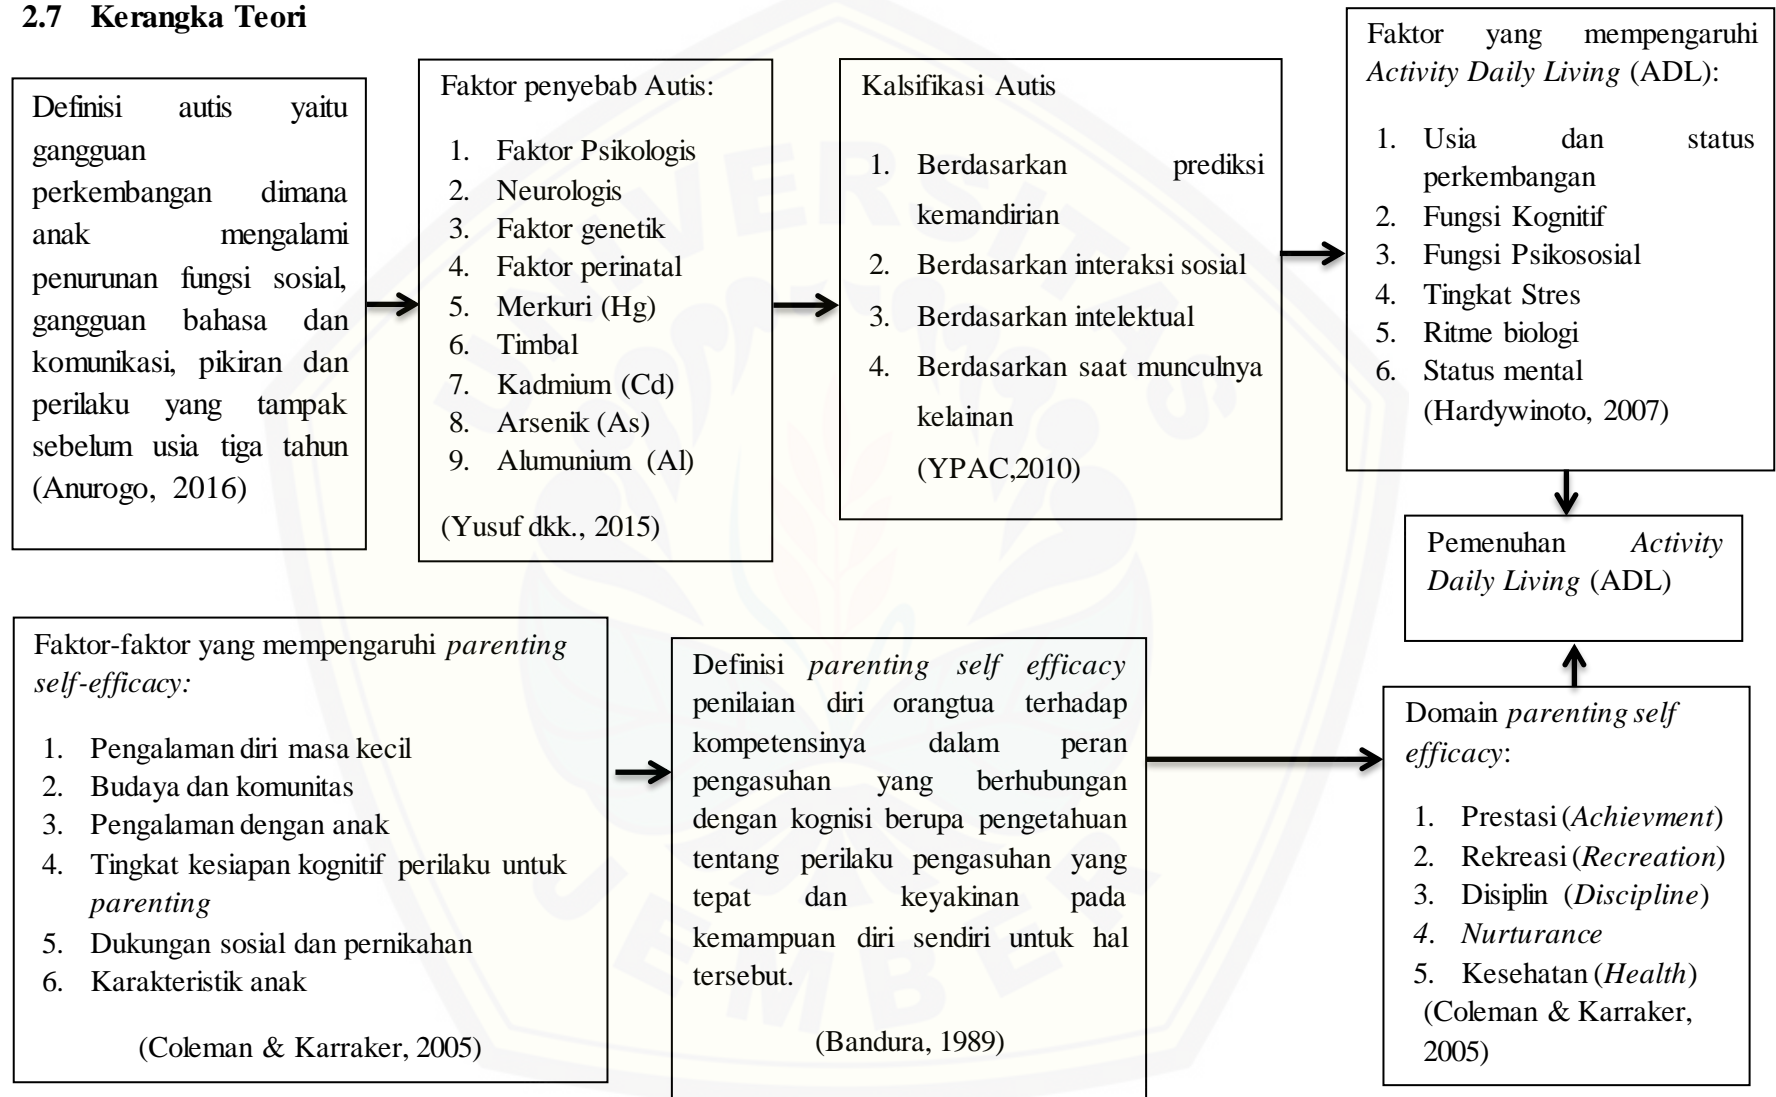 2.7 Kerangka Teori
Definisi autis yaitu
gangguan
perkembangan dimana
anak mengalami
penurunan fungsi sosial,
gangguan bahasa dan
komunikasi, pikiran dan
perilaku yang tampak
sebelum usia tiga tahun
(Anurogo, 2016)
Faktor penyebab Autis:
1. Faktor Psikologis
2. Neurologis
3. Faktor genetik
4. Faktor perinatal
5. Merkuri (Hg)
6. Timbal
7. Kadmium (Cd)
8. Arsenik (As)
9. Alumunium (Al)
(Yusuf dkk., 2015)
Kalsifikasi Autis
1. Berdasarkan prediksi
kemandirian
2. Berdasarkan interaksi sosial
3. Berdasarkan intelektual
4. Berdasarkan saat munculnya
kelainan
(YPAC,2010)
Faktor yang mempengaruhi
Activity Daily Living (ADL):
1. Usia dan status
perkembangan
2. Fungsi Kognitif
3. Fungsi Psikososial
4. Tingkat Stres
5. Ritme biologi
6. Status mental
(Hardywinoto, 2007)
Pemenuhan Activity
Daily Living (ADL)
Faktor-faktor yang mempengaruhi parenting
self-efficacy:
1. Pengalaman diri masa kecil
2. Budaya dan komunitas
3. Pengalaman dengan anak
4. Tingkat kesiapan kognitif perilaku untuk
parenting
5. Dukungan sosial dan pernikahan
6. Karakteristik anak
(Coleman & Karraker, 2005)
Definisi parenting self efficacy
penilaian diri orangtua terhadap
kompetensinya dalam peran
pengasuhan yang berhubungan
dengan kognisi berupa pengetahuan
tentang perilaku pengasuhan yang
tepat dan keyakinan pada
kemampuan diri sendiri untuk hal
tersebut.
(Bandura, 1989)
Domain parenting self
efficacy:
1. Prestasi (Achievment)
2. Rekreasi (Recreation)
3. Disiplin (Discipline)
4. Nurturance
5. Kesehatan (Health)
(Coleman & Karraker,
2005)
UNIVERSITAS
JEMBER